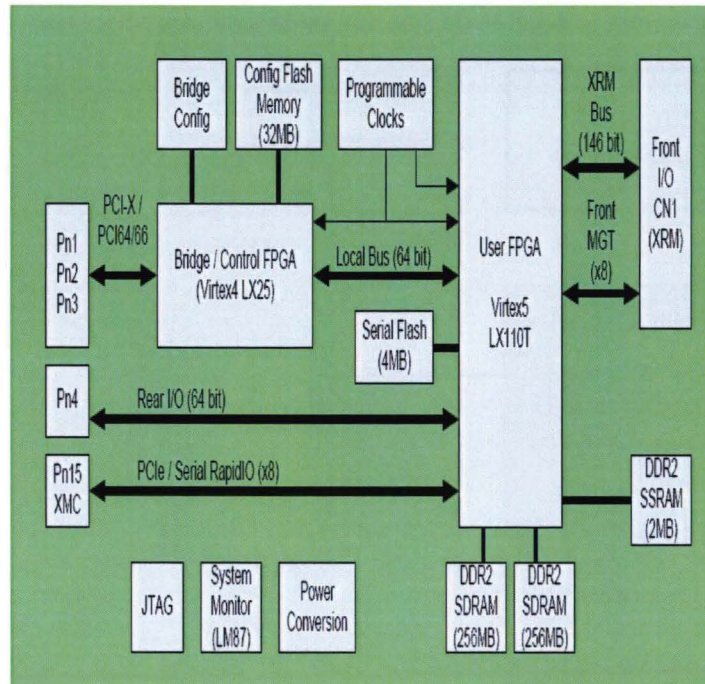 Bridge
Config
Config Flash
Memory
(32MB)
Programmable
Clocks
XRM
Bus
(146 bit)
Front
I/O
CN1
(XRM)
PCI-X /
PCI64/66
Pn1
Pn2
Pn3
Bridge / Control FPGA
(Virtex4 LX25)
Local Bus (64 bit)
User FPGA
Virtex5
LX110T
Front
MGT
(x8)
Serial Flash
(4MB)
Pn4
Rear I/O (64 bit)
Pn15
XMC
PCIe / Serial RapidIO (x8)
DDR2
SSRAM
(2MB)
JTAG
System
Monitor
(LM87)
Power
Conversion
DDR2
SDRAM
(256MB)
DDR2
SDRAM
(256MB)